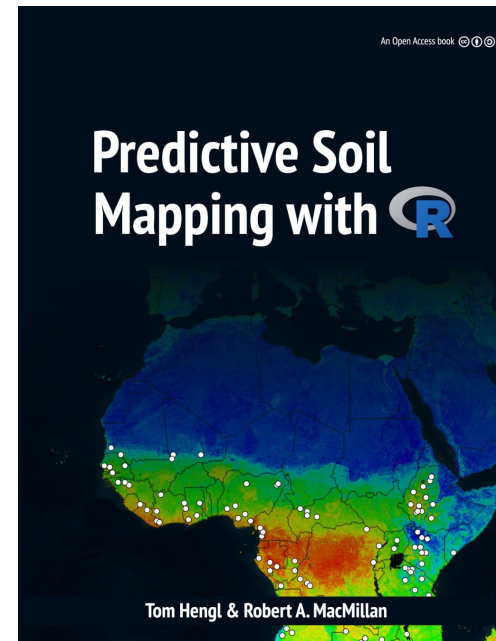 An Open Access book
Predictive Soil
Mapping with R
Tom Hengl & Robert A. MacMillan